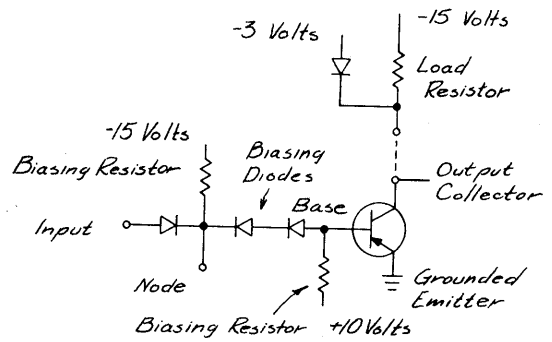 -3 Volts
-15 Volts
Load
Resistor
-15 Volts
Biasing Resistor
Biasing
Diodes
Output
Collector
Base
Input
Node
Grounded
Emitter
Biasing Resistor
+10 Volts